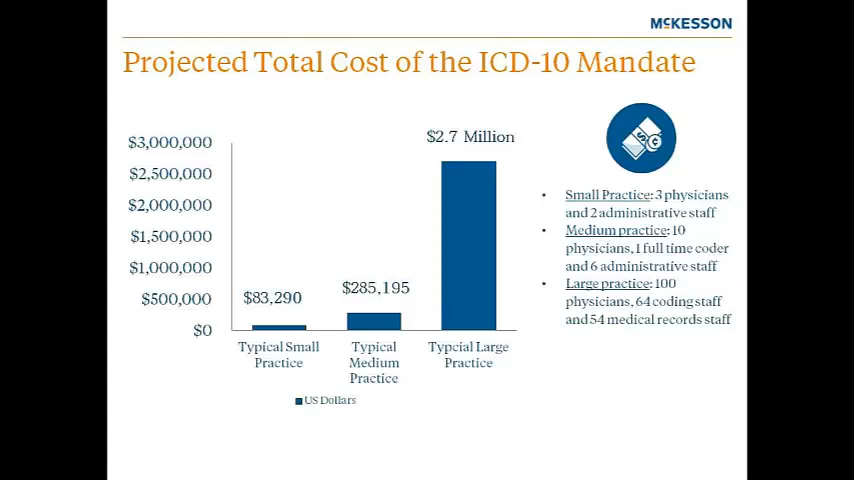 MCKESSON
Projected Total Cost of the ICD-10 Mandate
$3,000,000
$2,500,000
$2,000,000
$1,500,000
$1,000,000
$500,000
$0
$83,290
$285,195
$2.7 Million
Typical Small
Practice
Typical
Medium
Practice
Typcial Large
Practice
US Dollars
• Small Practice: 3 physicians
and 2 administrative staff
• Medium practice: 10
physicians, 1 full time coder
and 6 administrative staff
• Large practice: 100
physicians, 64 coding staff
and 54 medical records staff